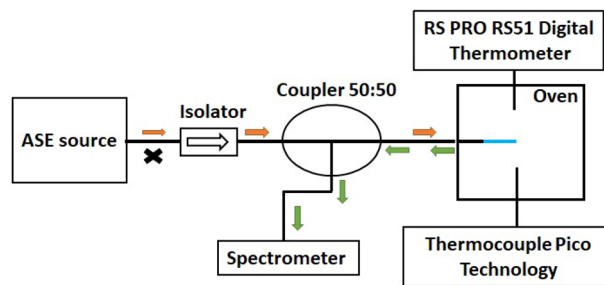 RS PRO RS51 Digital
Thermometer
Coupler 50:50
Oven
Isolator
ASE source
Spectrometer
Thermocouple Pico
Technology